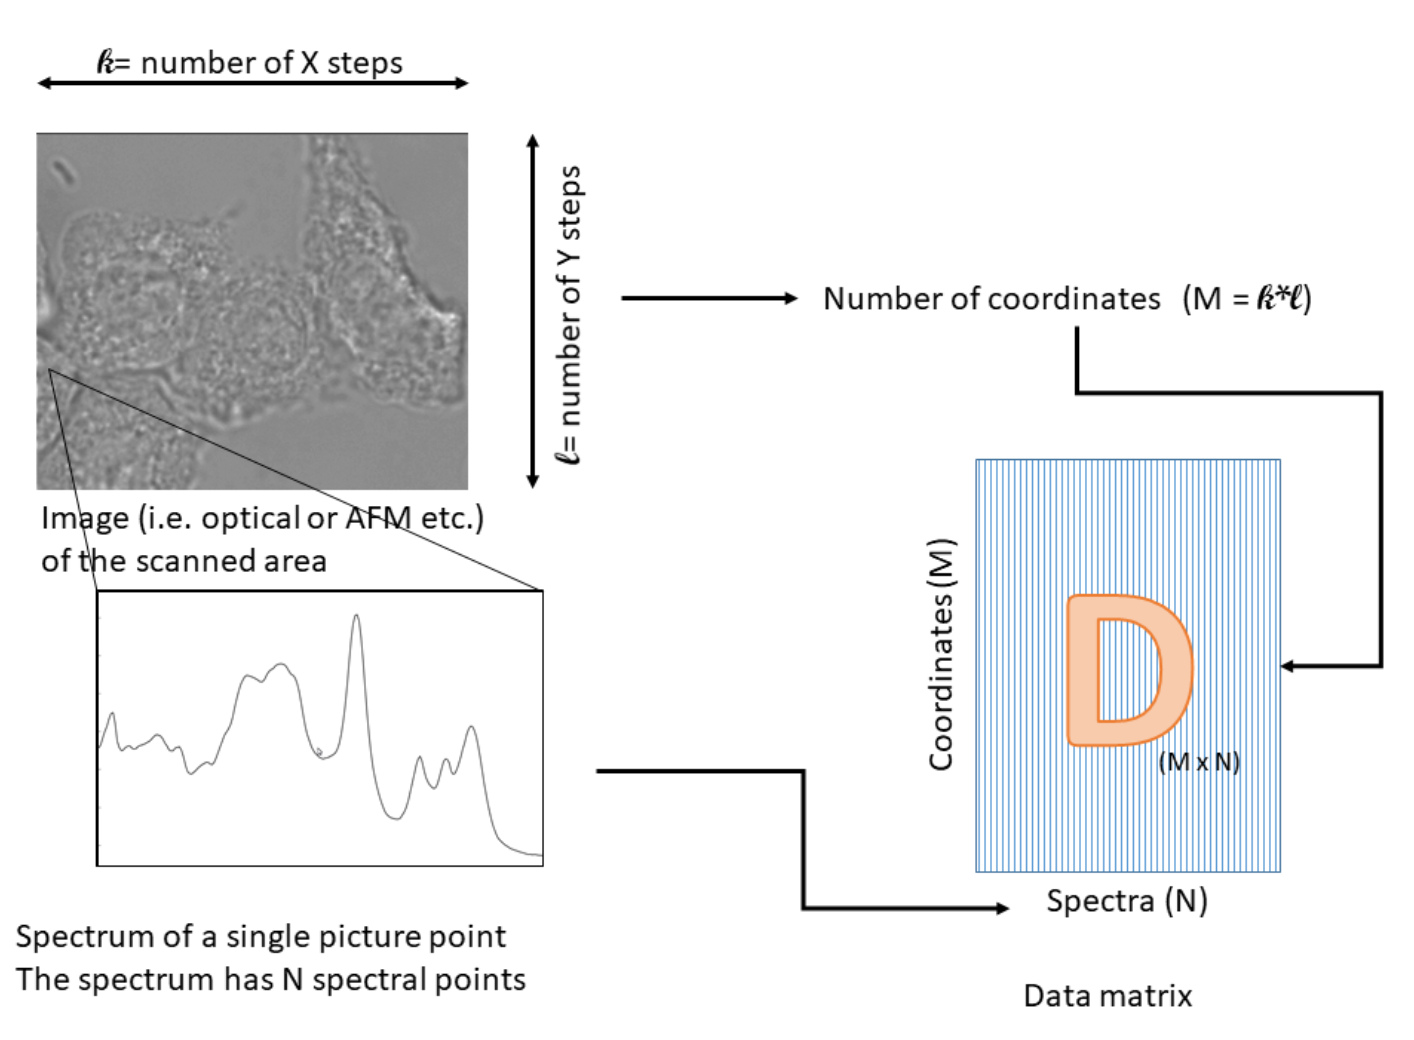 𝓀= number of X steps
ℓ= number of Y steps
Number of coordinates (M = 𝓀*ℓ)
Image (i.e. optical or AFM etc.)
of the scanned area
Coordinates (M)
D
(M x N)
Spectra (N)
Spectrum of a single picture point
The spectrum has N spectral points
Data matrix